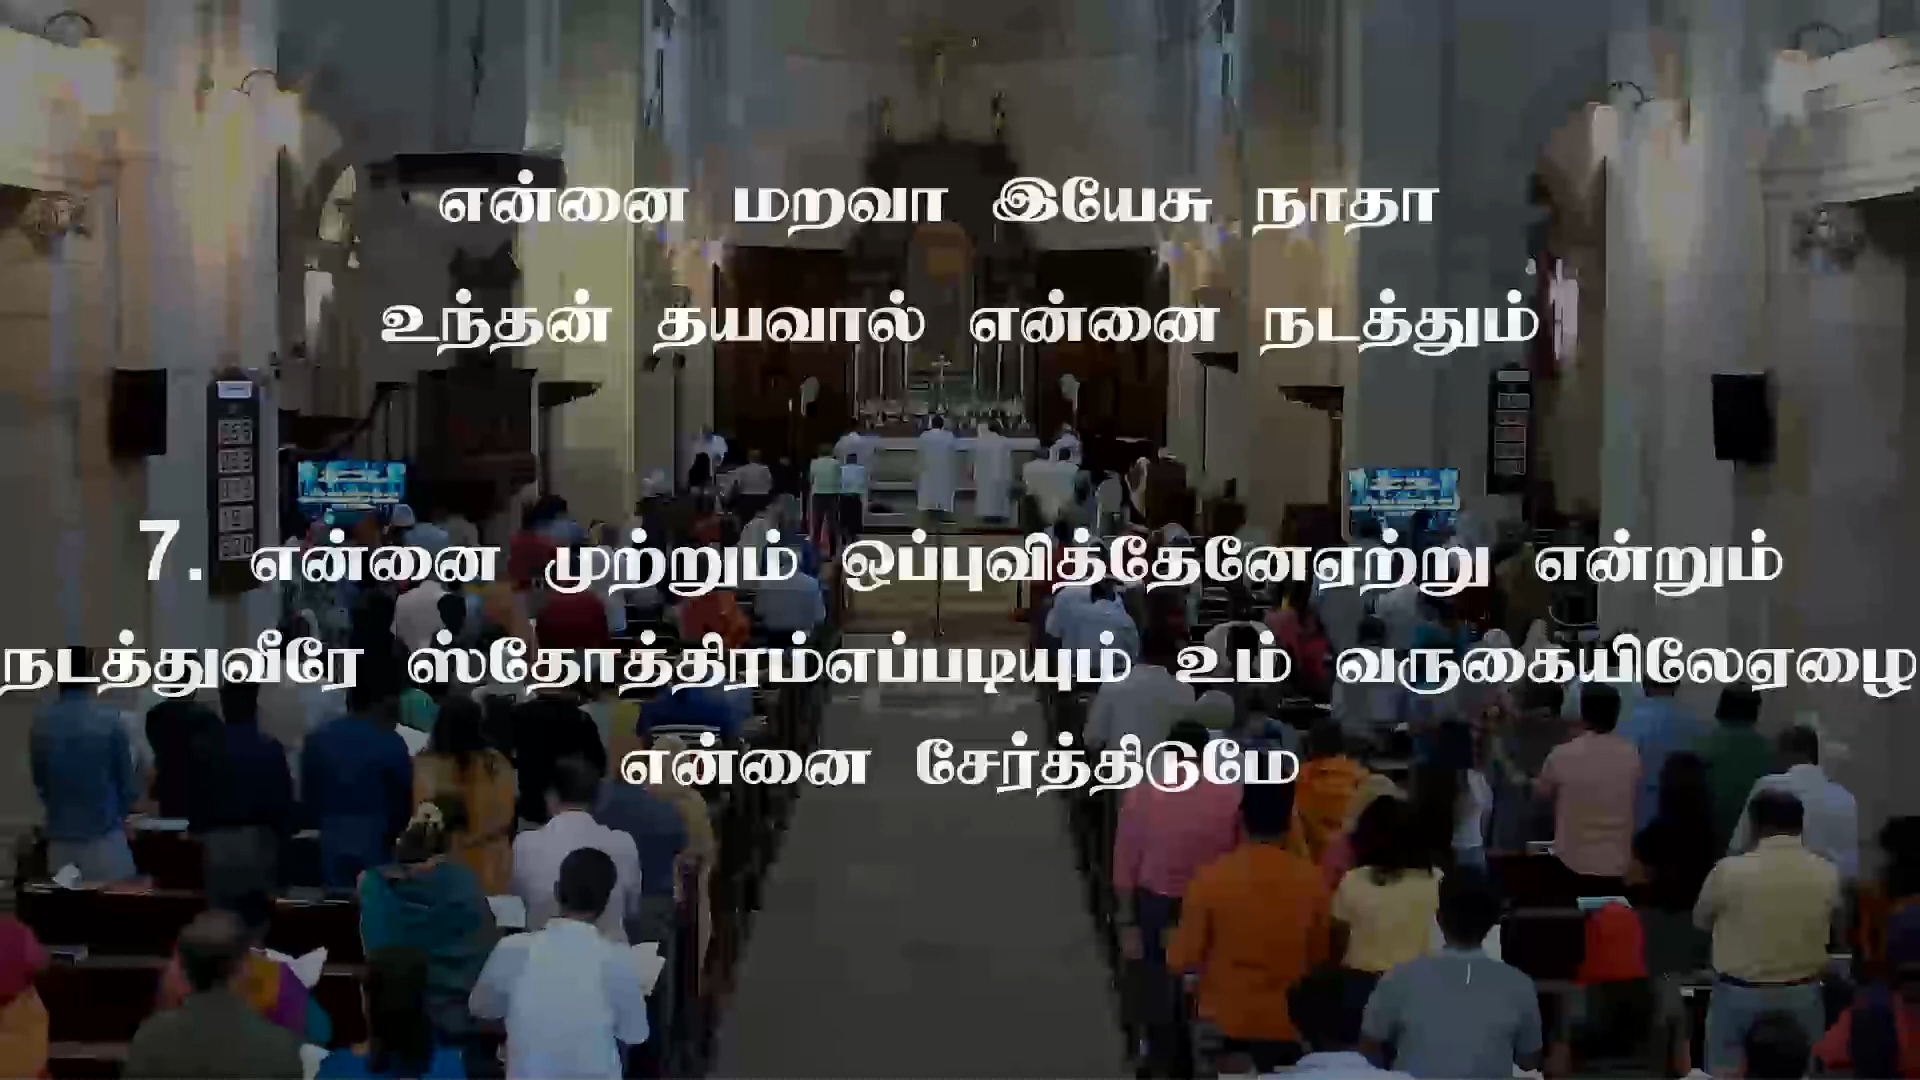 என்னை மறவா இயேசு நாதா
உந்தன் தயவால் என்னை நடத்தும்
7. என்னை முற்றும் ஒப்புவித்தேனேஏற்று என்றும்
நடத்துவீரே ஸ்தோத்திரம்எப்படியும் உம் வருகையிலேஏழை
என்னை சேர்த்திடுமே